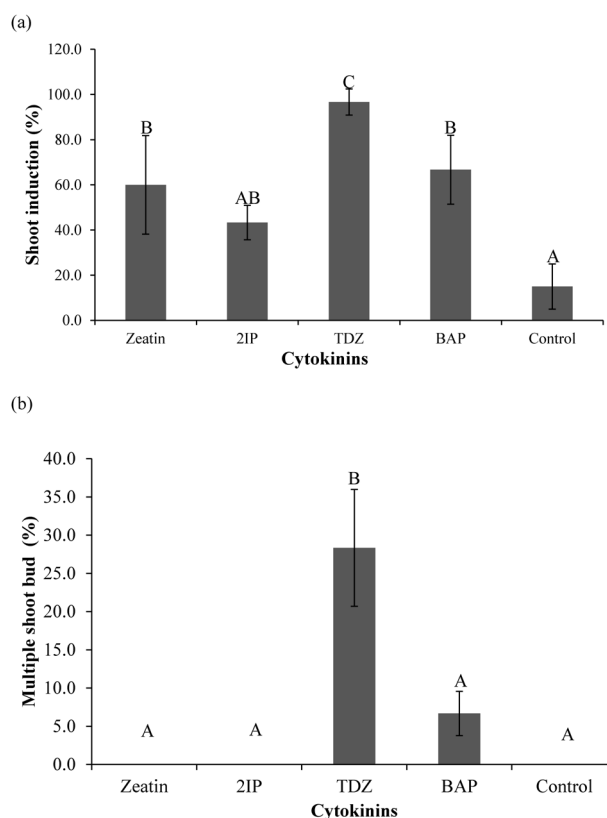 (a)
120.0
100.0
80.0
60.0
40.0
20.0
0.0
Shoot induction (%)
B
AB
C
B
A
Zeatin 2IP TDZ BAP Control
Cytokinins
(b)
40.0
35.0
30.0
25.0
20.0
15.0
10.0
5.0
0.0
Multiple shoot bud (%)
A
A
B
A
A
Zeatin 2IP TDZ BAP Control
Cytokinins